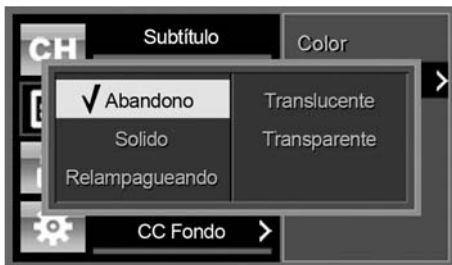 CH
Subtítulo
Color
✓ Abandono
Translucente
Solido
Transparente
Relampagueando
CC Fondo